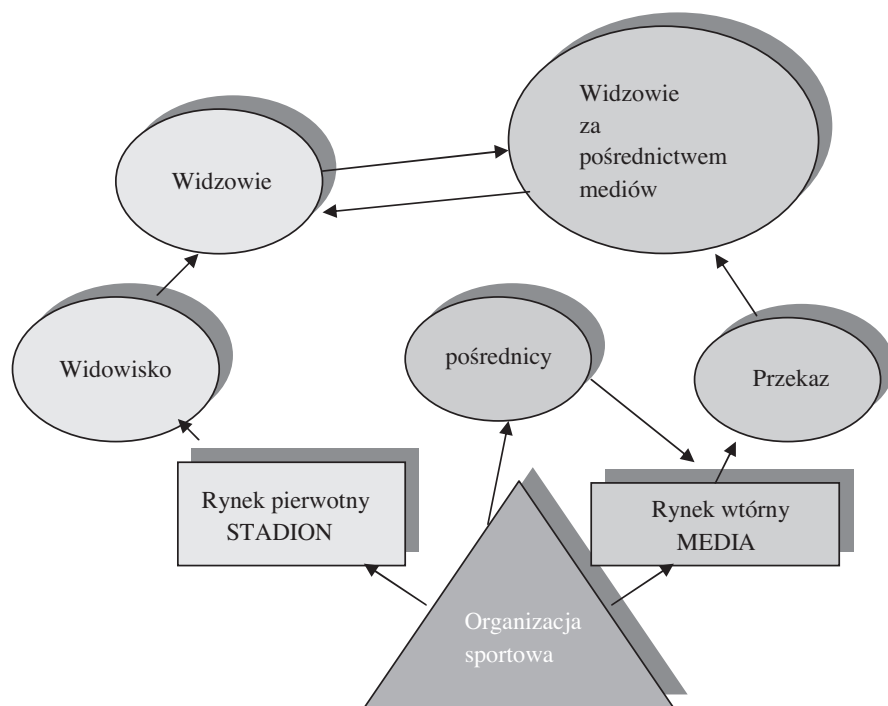 Widzowie
za
pośrednictwem
mediów
Widzowie
Widowisko
pośrednicy
Przekaz
Rynek pierwotny
STADION
Rynek wtórny
MEDIA
Organizacja
sportowa